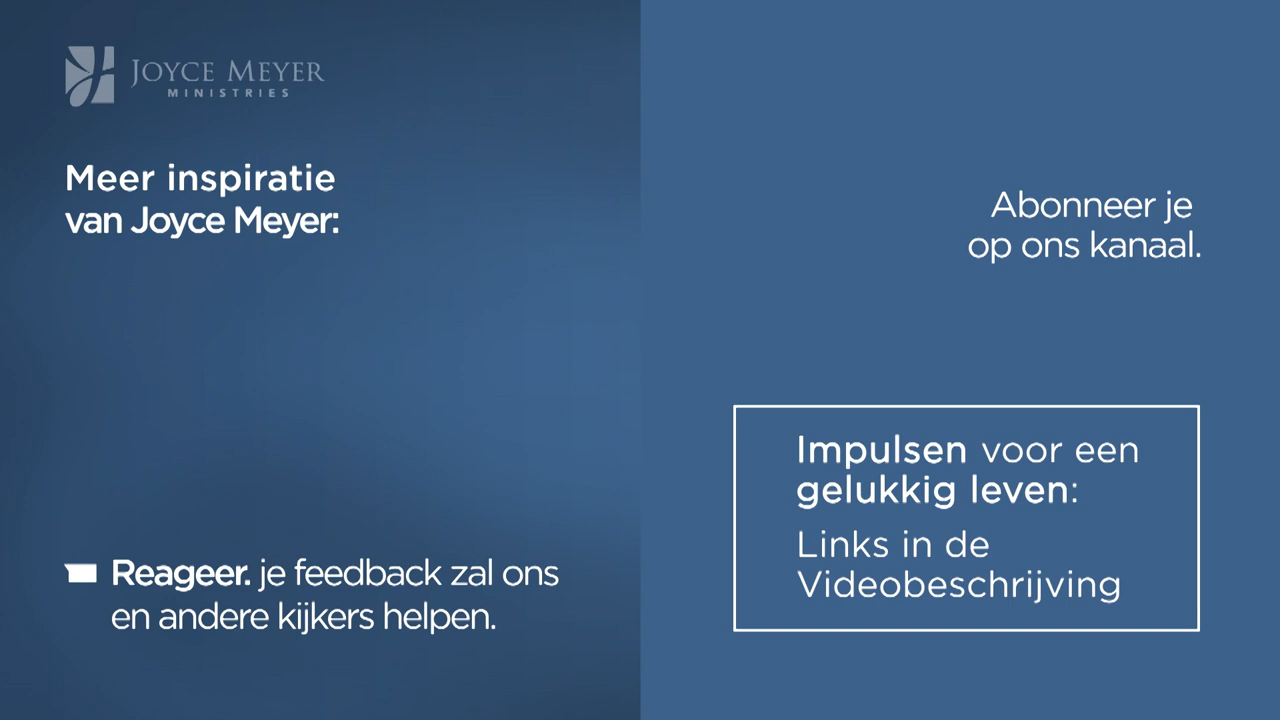 JOYCE MEYER
MINISTRIES
Meer inspiratie
van Joyce Meyer:
Abonneer je
op ons kanaal.
Impulsen voor een
gelukkig leven:
Links in de
Videobeschrijving
Reageer. je feedback zal ons
en andere kijkers helpen.